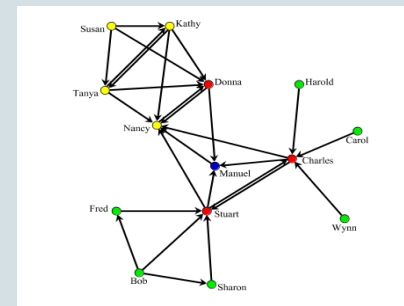 Susan
Kathy
Tanya
Donna
Harold
Nancy
Carol
Charles
Manuel
Fred
Stuart
Wynn
Bob
Sharon